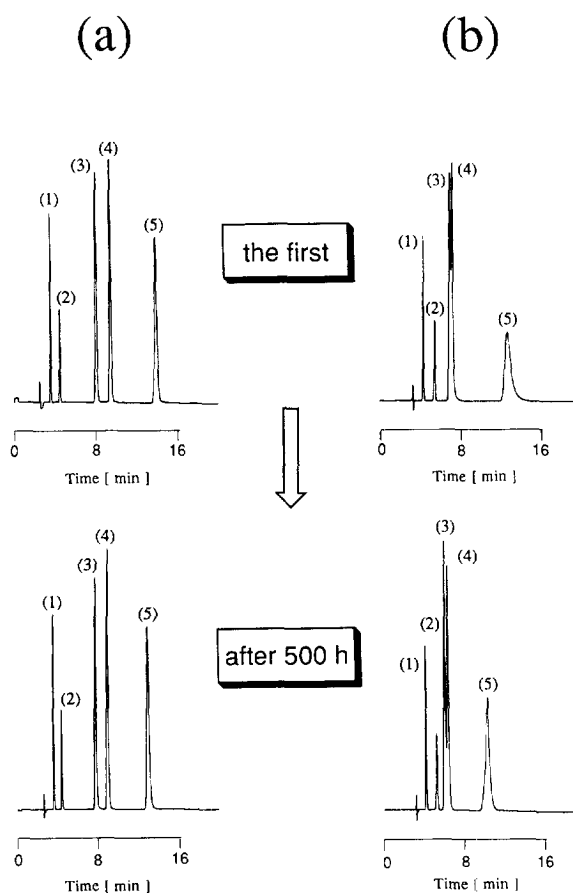 (a)
(b)
(1)
(2)
(3)
(4)
(5)
the first
(1)
(2)
(3)
(4)
(5)
0 8 16
Time [ min ]
0 8 16
Time [ min ]
(1)
(2)
(3)
(4)
(5)
after 500 h
(1)
(2)
(3)
(4)
(5)
0 8 16
Time [ min ]
0 8 16
Time [ min ]